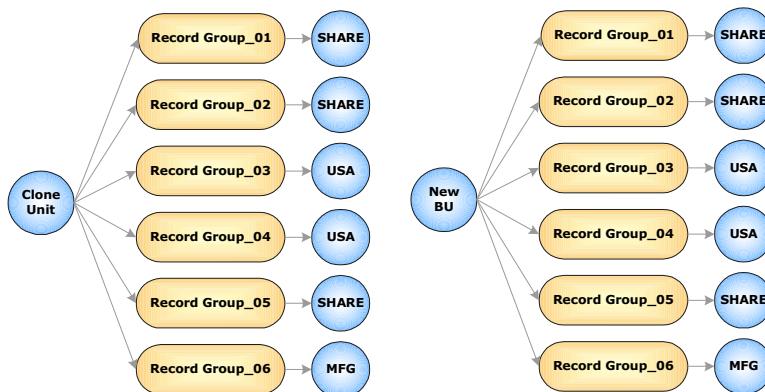 Clone
Unit
Record Group_01
SHARE
Record Group_02
SHARE
Record Group_03
USA
Record Group_04
USA
Record Group_05
SHARE
Record Group_06
MFG
New
BU
Record Group_01
SHARE
Record Group_02
SHARE
Record Group_03
USA
Record Group_04
USA
Record Group_05
SHARE
Record Group_06
MFG